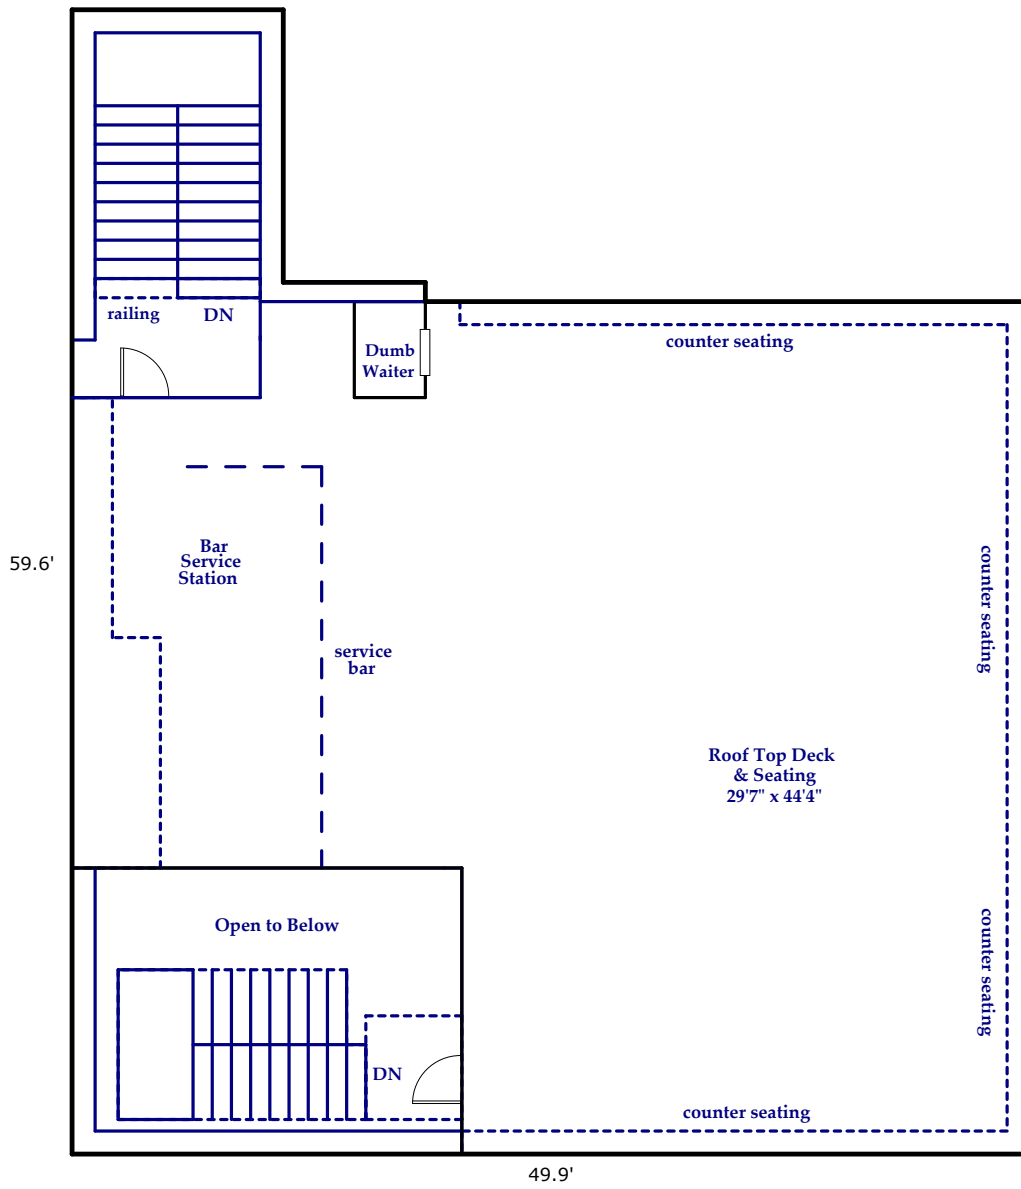 railing
DN
Dumb
Waiter
counter seating
Bar
Service
Station
59.6'
counter seating
service
bar
Roof Top Deck
& Seating
29'7" x 44'4"
Open to Below
counter seating
DN
counter seating
49.9'